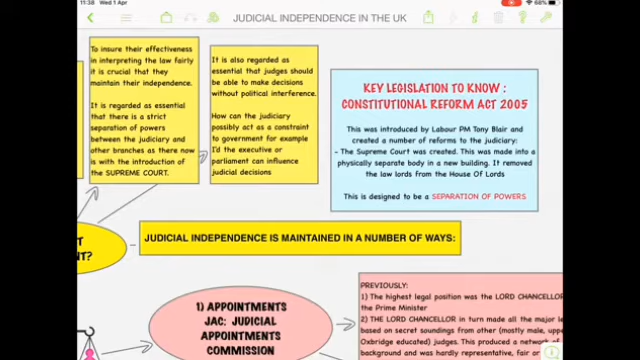 11:38 Wed 1 Apr
68%
JUDICIAL INDEPENDENCE IN THE UK
To insure their effectiveness
in interpreting the law fairly
it is crucial that they
maintain their independence.
It is regarded as essential
that there is a strict
separation of powers
between the judiciary and
other branches as there now
is with the introduction of
the SUPREME COURT.
It is also regarded as
essential that judges should
be able to make decisions
without political interference.
How can the judiciary
possibly act as a constraint
to government for example
I'd the executive or
parliament can influence
judicial decisions
KEY LEGISLATION TO KNOW :
CONSTITUTIONAL REFORM ACT 2005
This was introduced by Labour PM Tony Blair and
created a number of reforms to the judiciary:
- The Supreme Court was created. This was made into a
physically separate body in a new building. It removed
the law lords from the House Of Lords
This is designed to be a SEPARATION OF POWERS
NT?
JUDICIAL INDEPENDENCE IS MAINTAINED IN A NUMBER OF WAYS:
1) APPOINTMENTS
JAC: JUDICIAL
APPOINTMENTS
COMMISSION
PREVIOUSLY:
1) The highest legal position was the LORD CHANCELLOR
the Prime Minister
2) The LORD CHANCELLOR in turn made all the major le
based on secret soundings from other (mostly male, uppe
Oxbridge educated) judges. This produced a network of
background and was hardly representative, fair or